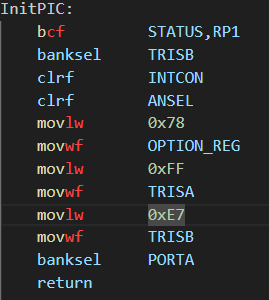 InitPIC:
bcf STATUS,RP1
banksel TRISB
clrf INTCON
clrf ANSEL
movlw 0x78
movwf OPTION_REG
movlw 0xFF
movwf TRISA
movlw 0xE7
movwf TRISB
banksel PORTA
return